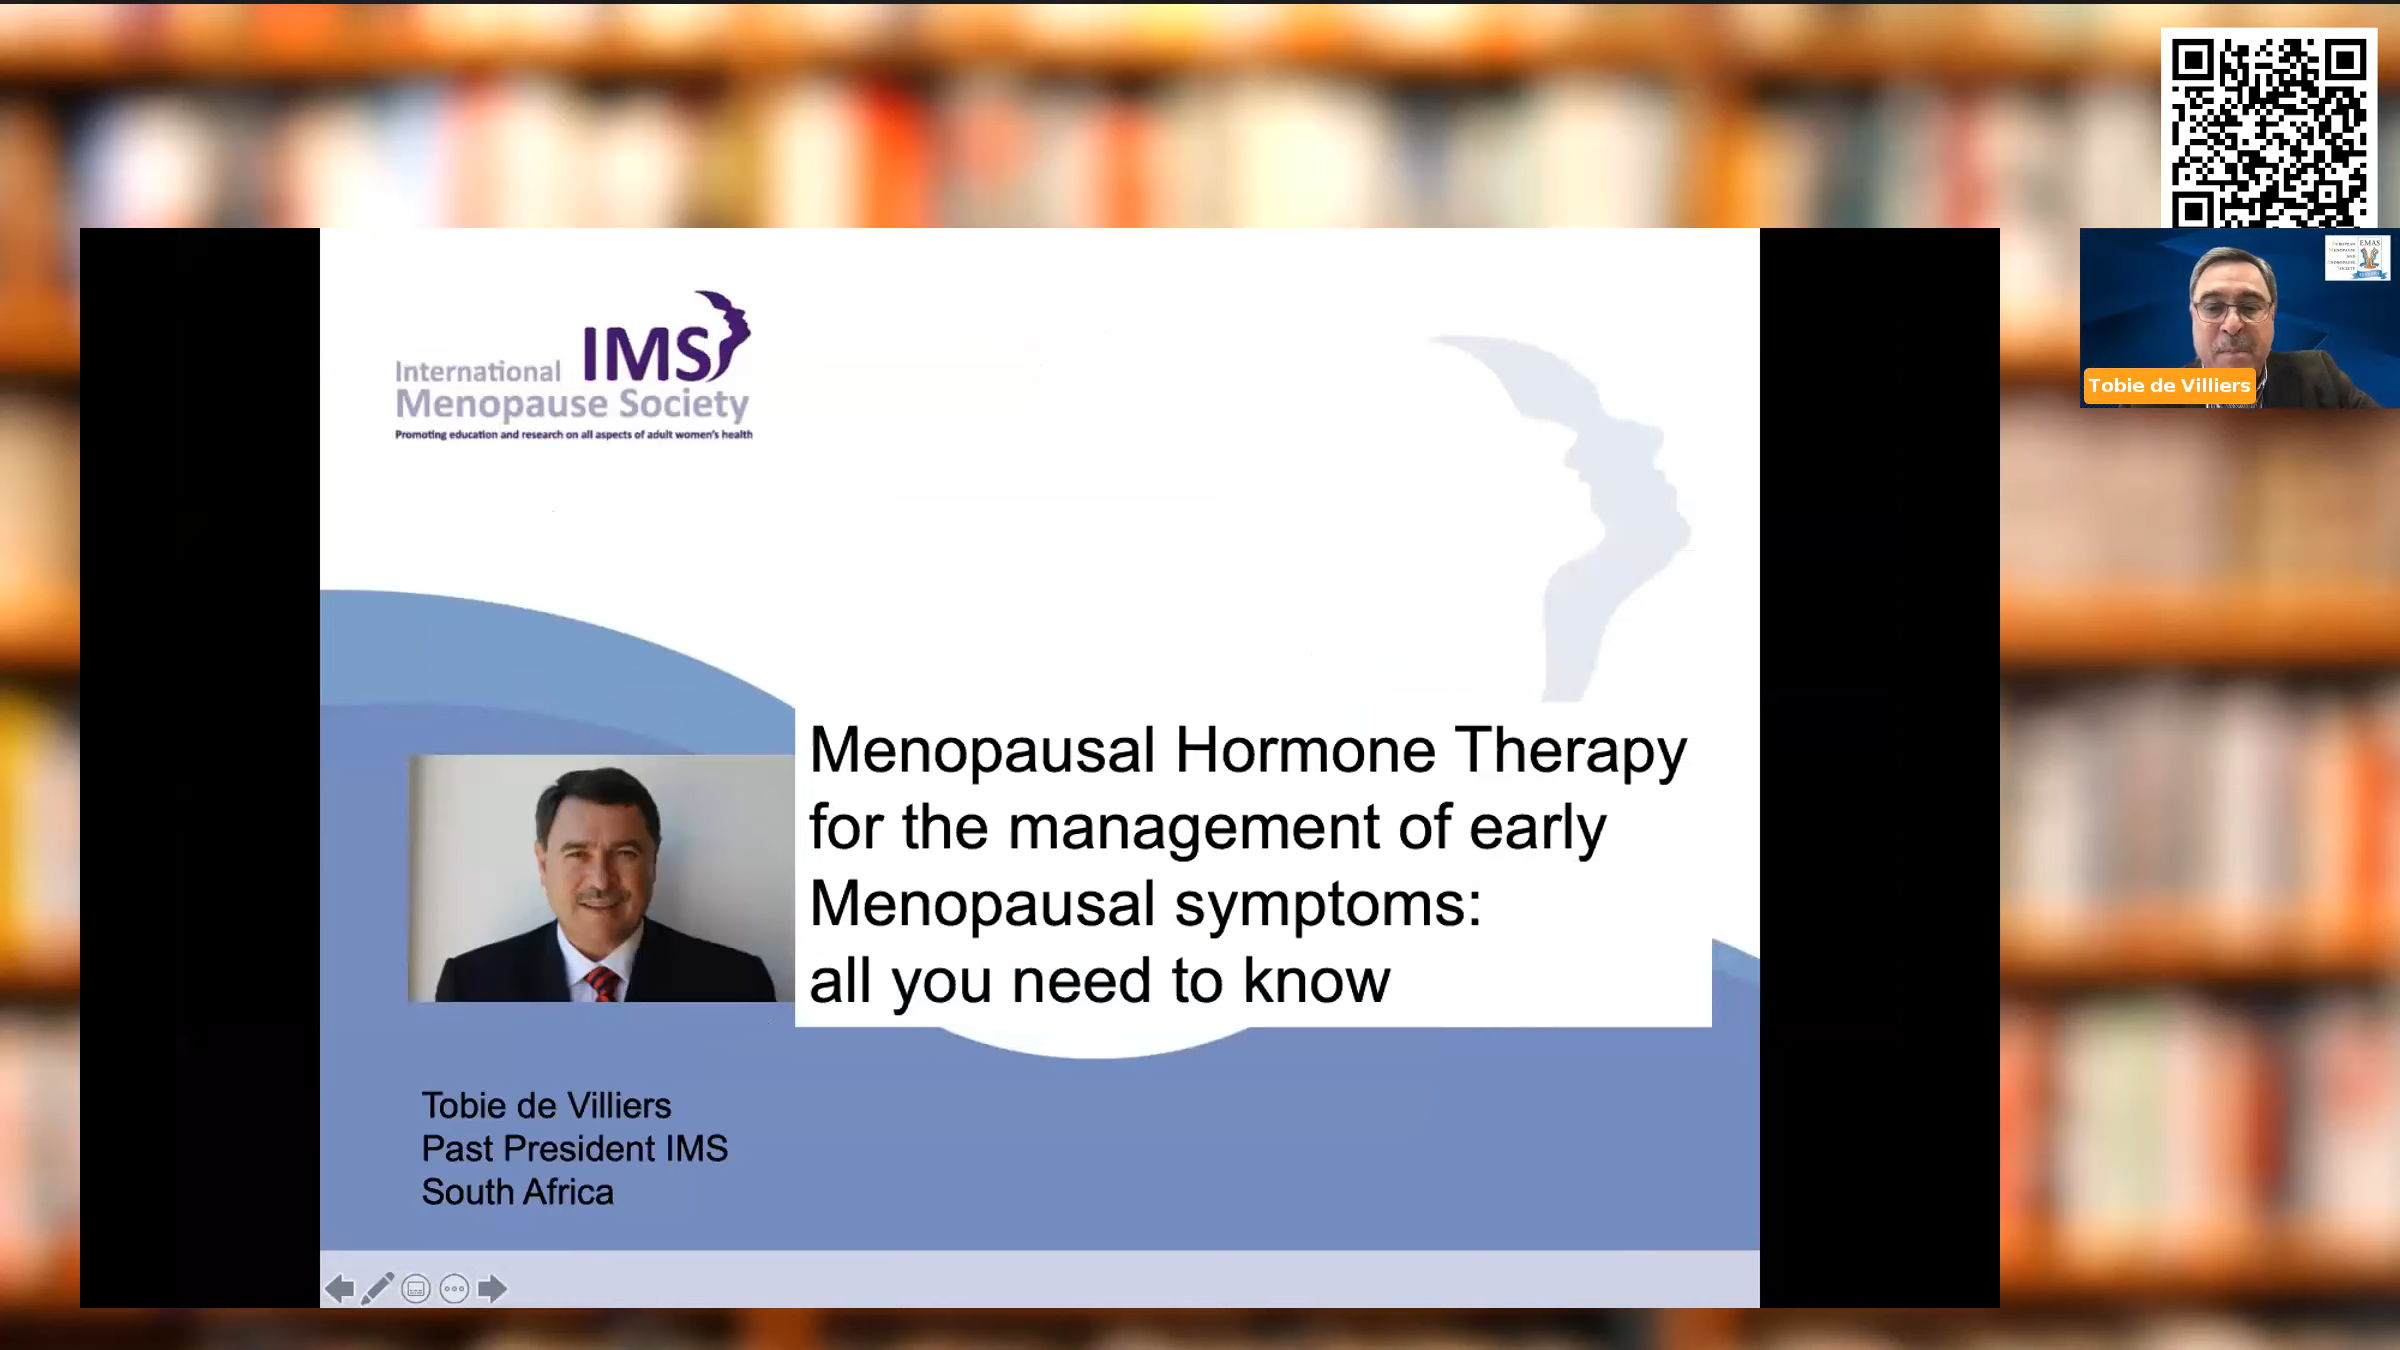 International IMS
Menopause Society
Promoting education and research on all aspects of adult women's health
EMAS
Tobie de Villiers
Menopausal Hormone Therapy
for the management of early
Menopausal symptoms:
all you need to know
Tobie de Villiers
Past President IMS
South Africa